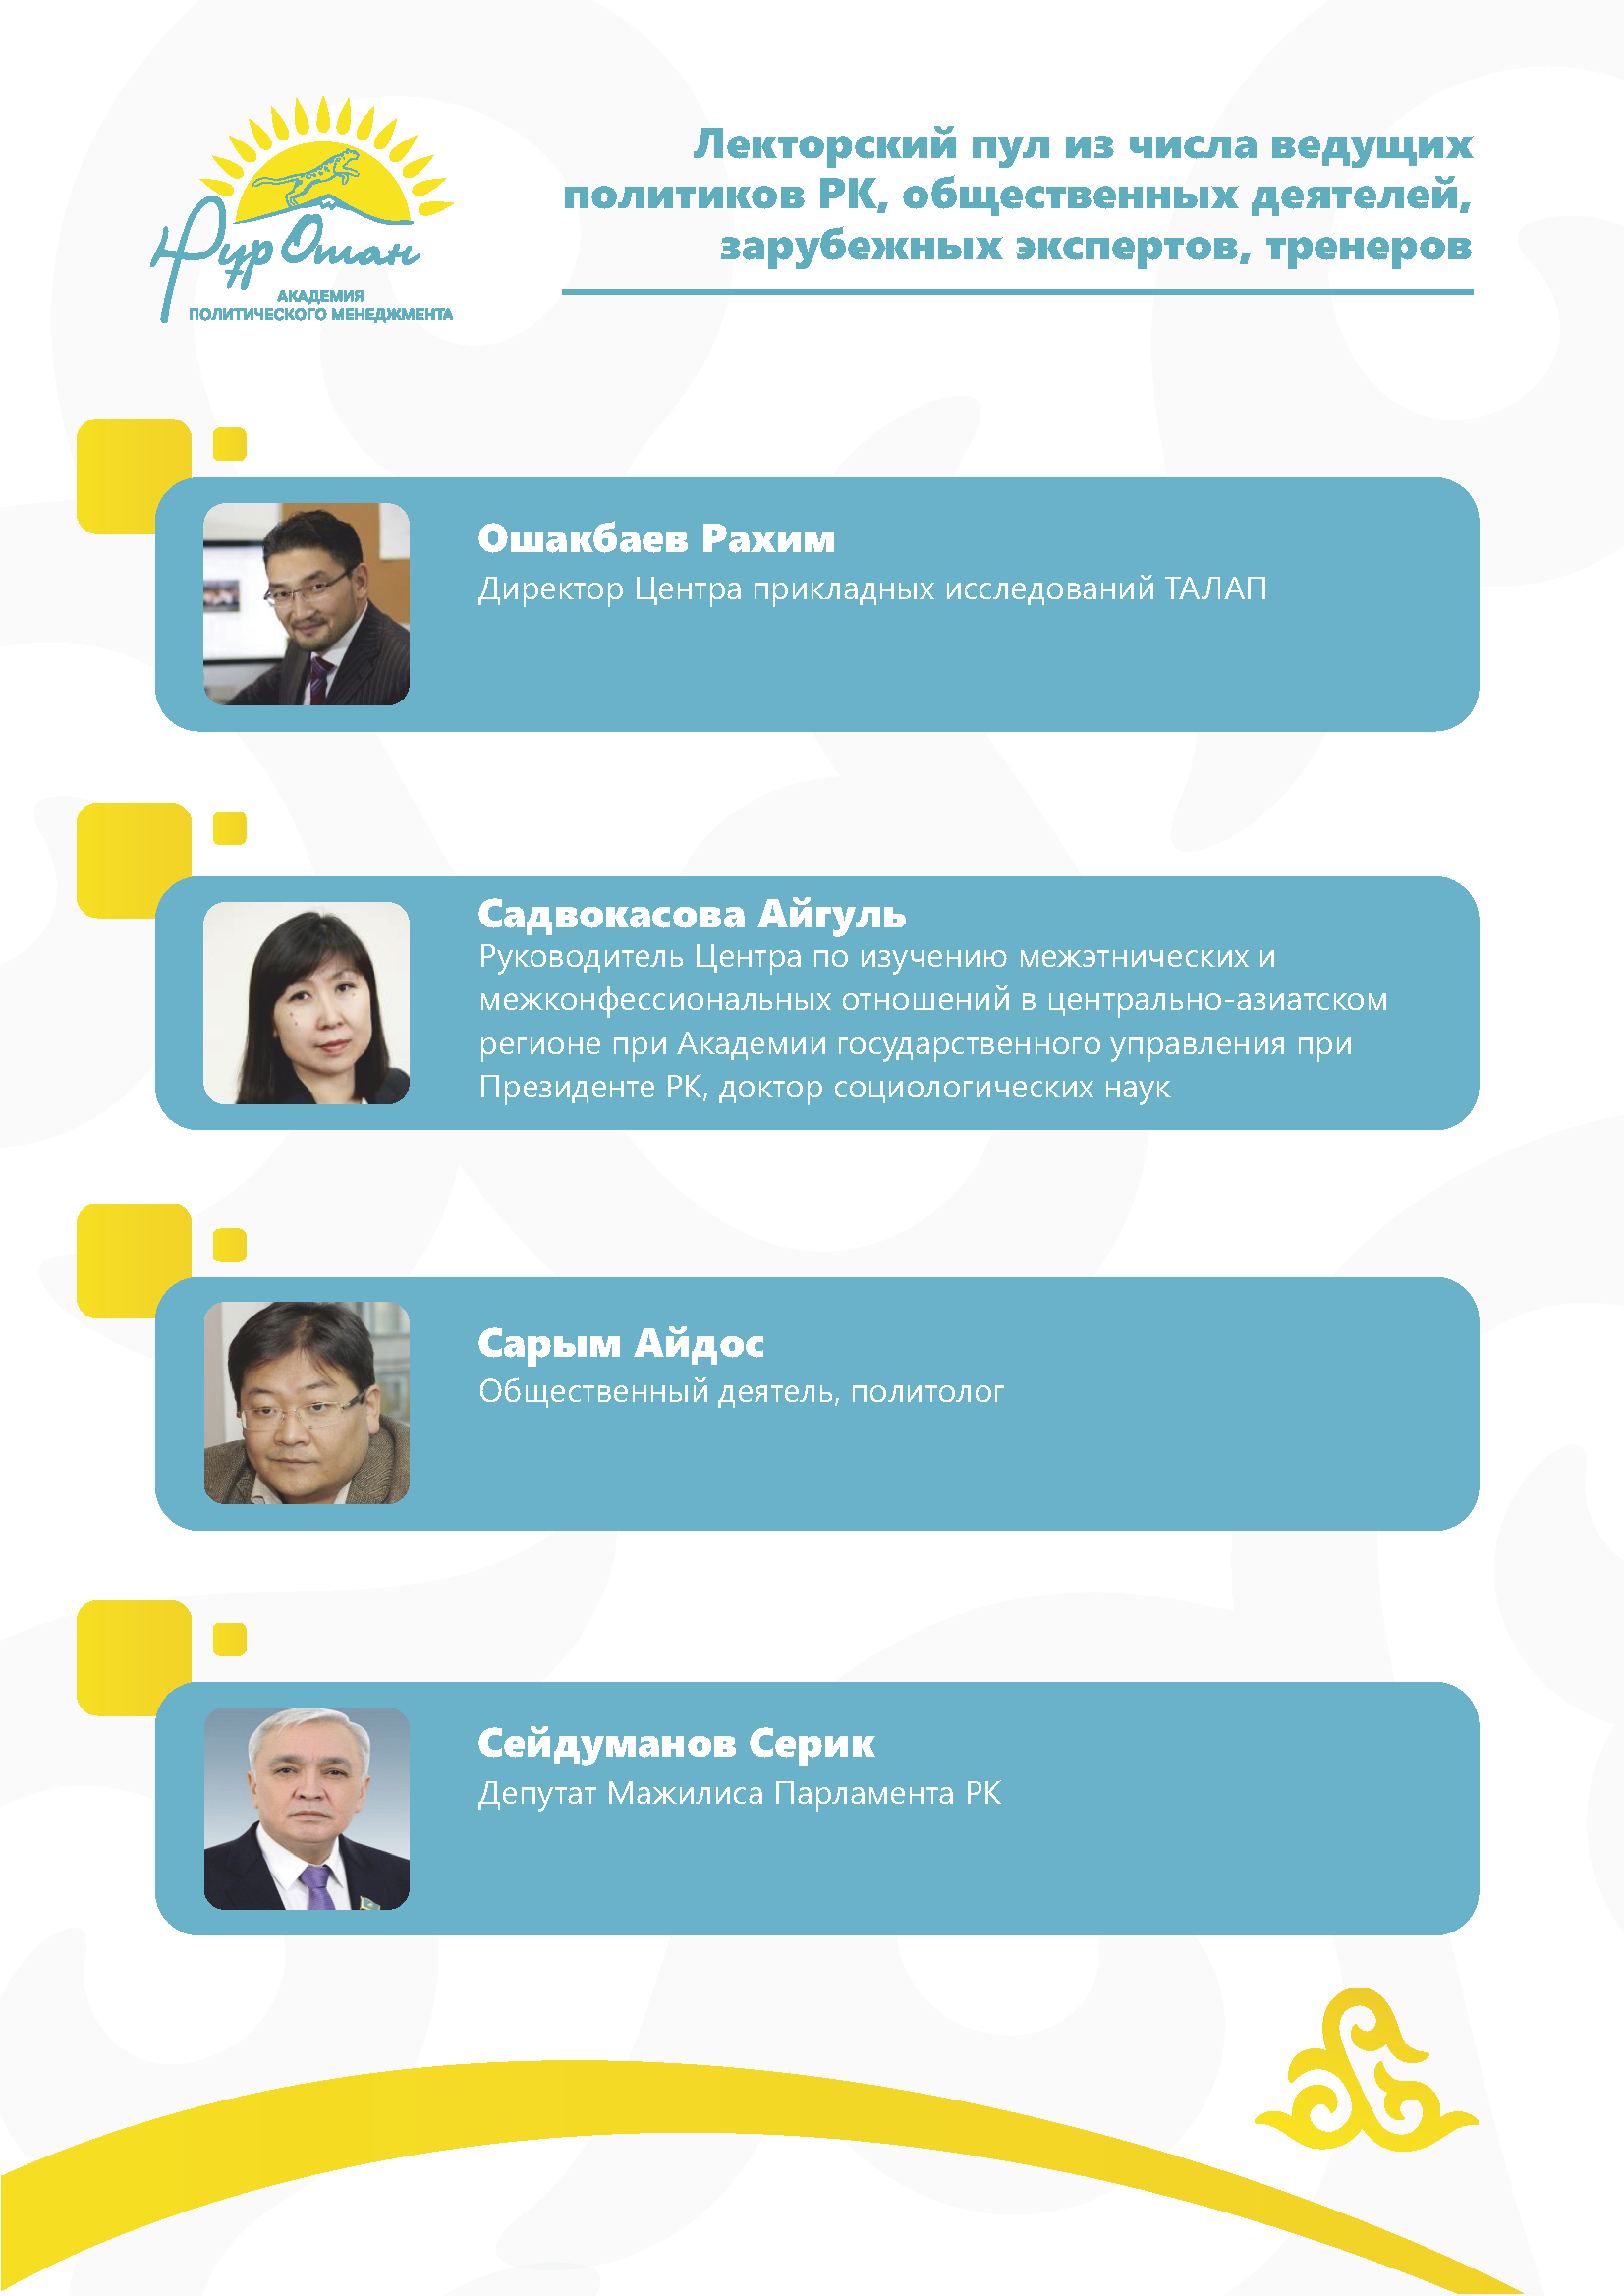 Нұр Отан
АКАДЕМИЯ
ПОЛИТИЧЕСКОГО МЕНЕДЖМЕНТА
Лекторский пул из числа ведущих
политиков РК, общественных деятелей,
зарубежных экспертов, тренеров
Ошакбаев Рахим
Директор Центра прикладных исследований ТАЛАП
Садвокасова Айгуль
Руководитель Центра по изучению межэтнических и
межконфессиональных отношений в центрально-азиатском
регионе при Академии государственного управления при
Президенте РК, доктор социологических наук
Сарым Айдос
Общественный деятель, политолог
Сейдуманов Серик
Депутат Мажилиса Парламента РК